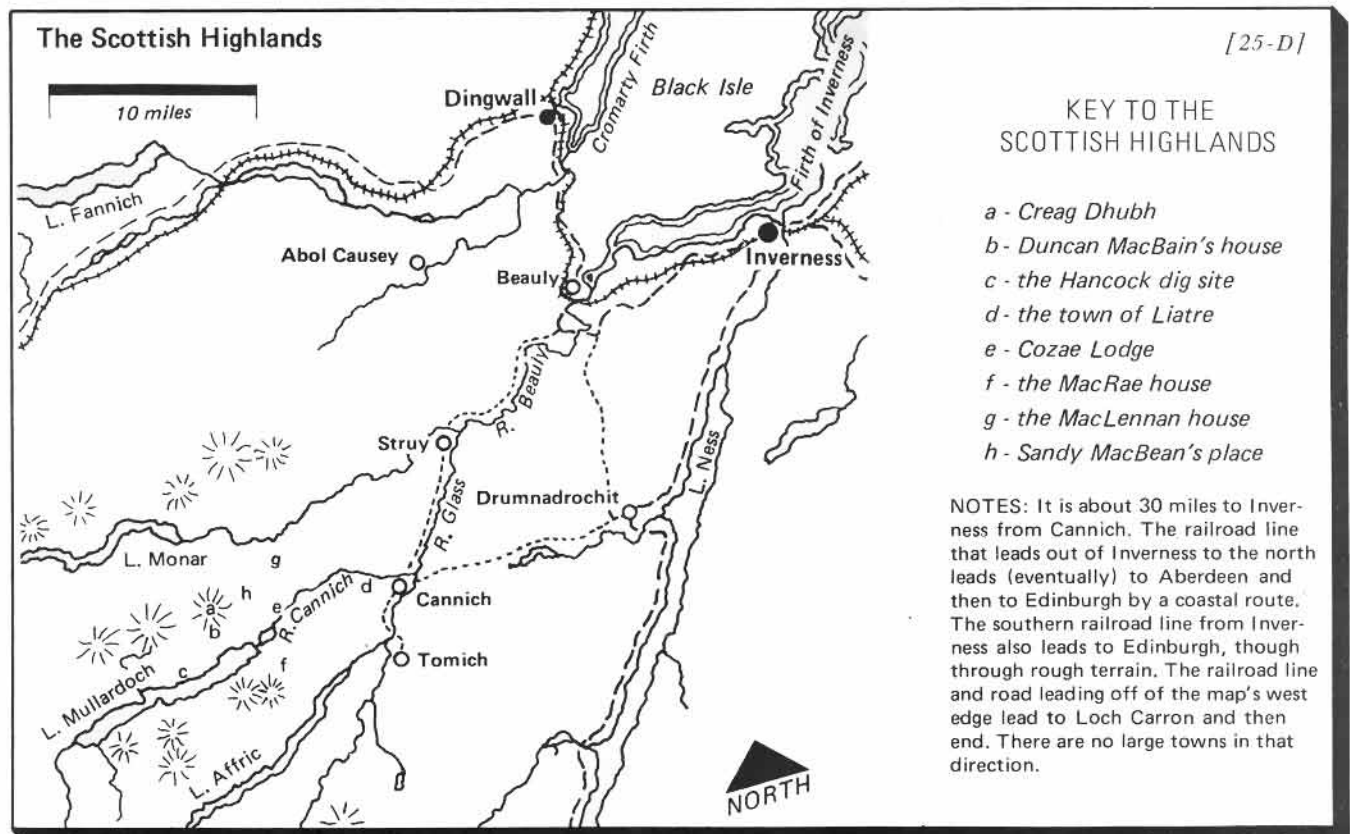 The Scottish Highlands
10 miles
Dingwall
Cromarty Firth
Black Isle
Firth of Inverness
L. Fannich
Abol Causey
Beauly
Inverness
R. Beauly
Struy
R. Glass
Drumnadrochit
L. Ness
L. Monar
g
h
a
b
e
d
R. Cannich
Cannich
f
c
Tomich
L. Mullardoch
L. Affric
NORTH
[25-D]
KEY TO THE
SCOTTISH HIGHLANDS
a - Creag Dhubh
b - Duncan MacBain's house
c - the Hancock dig site
d - the town of Liatre
e - Cozae Lodge
f - the MacRae house
g - the MacLennan house
h - Sandy MacBean's place
NOTES: It is about 30 miles to Inver-
ness from Cannich. The railroad line
that leads out of Inverness to the north
leads (eventually) to Aberdeen and
then to Edinburgh by a coastal route.
The southern railroad line from Inver-
ness also leads to Edinburgh, though
through rough terrain. The railroad line
and road leading off of the map's west
edge lead to Loch Carron and then
end. There are no large towns in that
direction.